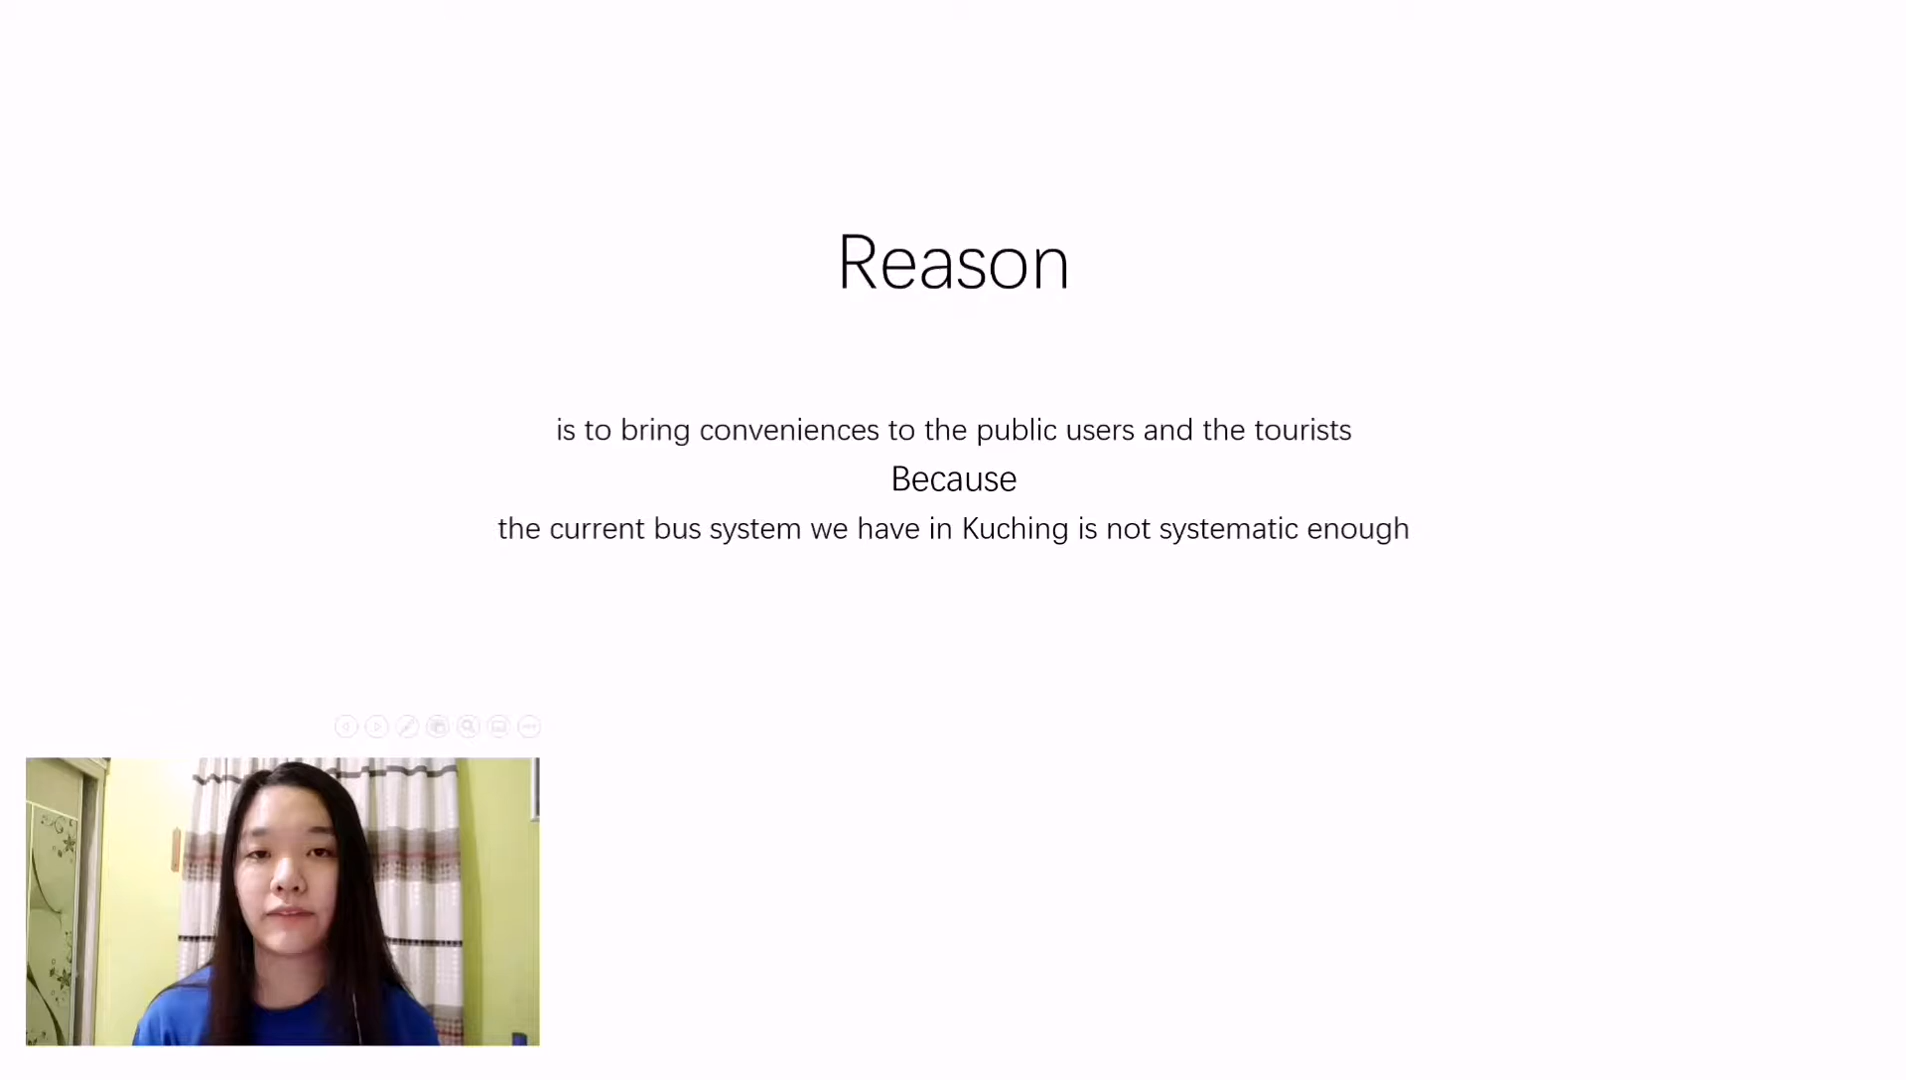 Reason
is to bring conveniences to the public users and the tourists
Because
the current bus system we have in Kuching is not systematic enough